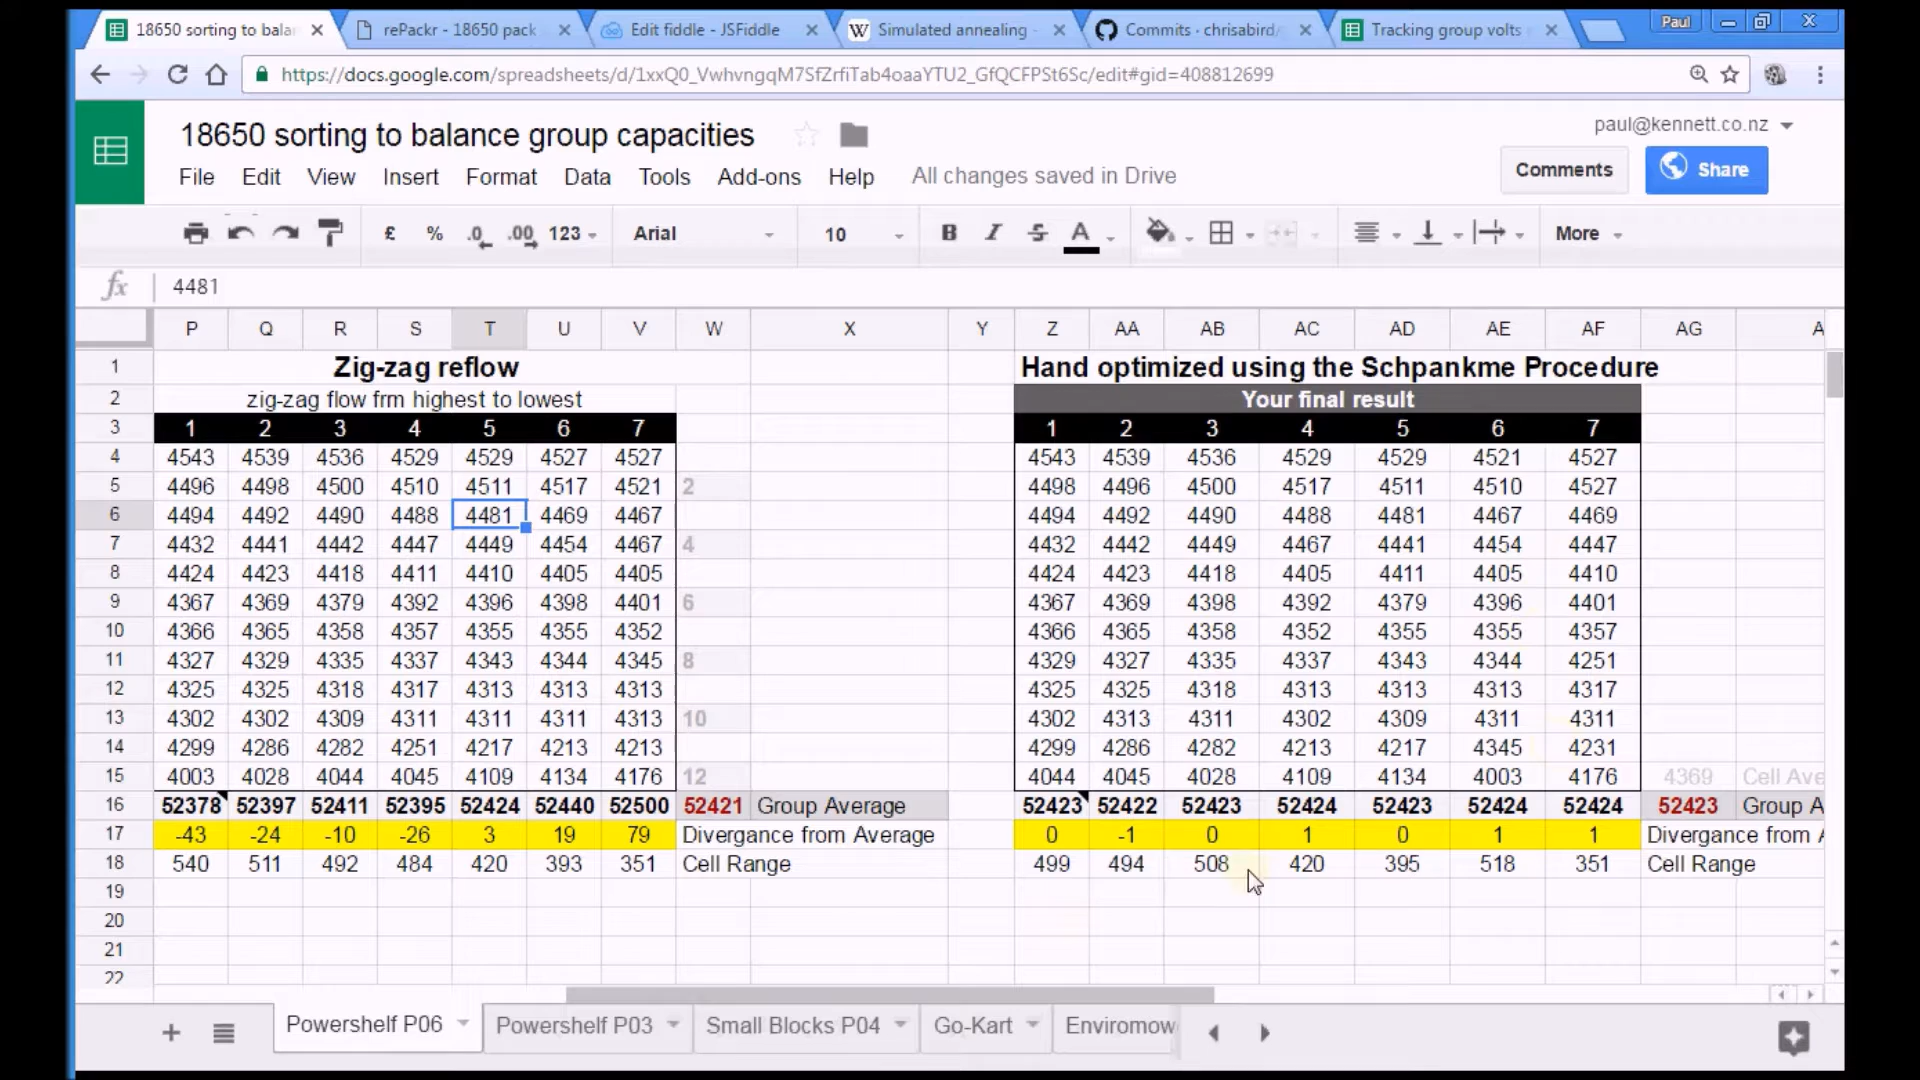 18650 sorting to bala
rePackr - 18650 pack
Edit fiddle - JSFiddle
Simulated annealing -
Commits · chrisabird/
Tracking group volts
Paul
https://docs.google.com/spreadsheets/d/1xxQ0_VwhvngqM7SfZrfiTab4oaaYTU2_GfQCFPSt6Sc/edit#gid=408812699
18650 sorting to balance group capacities
paul@kennett.co.nz
File Edit View Insert Format Data Tools Add-ons Help All changes saved in Drive
Comments
Share
£ % .0 .00 123 Arial 10 B I S A More
fx 4481
P Q R S T U V W X Y Z AA AB AC AD AE AF AG A
1 Zig-zag reflow Hand optimized using the Schpankme Procedure
2 zig-zag flow frm highest to lowest Your final result
3 1 2 3 4 5 6 7 1 2 3 4 5 6 7
4 4543 4539 4536 4529 4529 4527 4527 4543 4539 4536 4529 4529 4521 4527
5 4496 4498 4500 4510 4511 4517 4521 2 4498 4496 4500 4517 4511 4510 4527
6 4494 4492 4490 4488 4481 4469 4467 4494 4492 4490 4488 4481 4467 4469
7 4432 4441 4442 4447 4449 4454 4467 4 4432 4442 4449 4467 4441 4454 4447
8 4424 4423 4418 4411 4410 4405 4405 4424 4423 4418 4405 4411 4405 4410
9 4367 4369 4379 4392 4396 4398 4401 6 4367 4369 4398 4392 4379 4396 4401
10 4366 4365 4358 4357 4355 4355 4352 4366 4365 4358 4352 4355 4355 4357
11 4327 4329 4335 4337 4343 4344 4345 8 4329 4327 4335 4337 4343 4344 4251
12 4325 4325 4318 4317 4313 4313 4313 4325 4325 4318 4313 4313 4313 4317
13 4302 4302 4309 4311 4311 4311 4313 10 4302 4313 4311 4302 4309 4311 4311
14 4299 4286 4282 4251 4217 4213 4213 4299 4286 4282 4213 4217 4345 4231
15 4003 4028 4044 4045 4109 4134 4176 12 4044 4045 4028 4109 4134 4003 4176 4369 Cell Ave
16 52378 52397 52411 52395 52424 52440 52500 52421 Group Average 52423 52422 52423 52424 52423 52424 52424 52423 Group A
17 -43 -24 -10 -26 3 19 79 Divergance from Average 0 -1 0 1 0 1 1 Divergance from A
18 540 511 492 484 420 393 351 Cell Range 499 494 508 420 395 518 351 Cell Range
19
20
21
22
Powershelf P06 Powershelf P03 Small Blocks P04 Go-Kart Enviromow